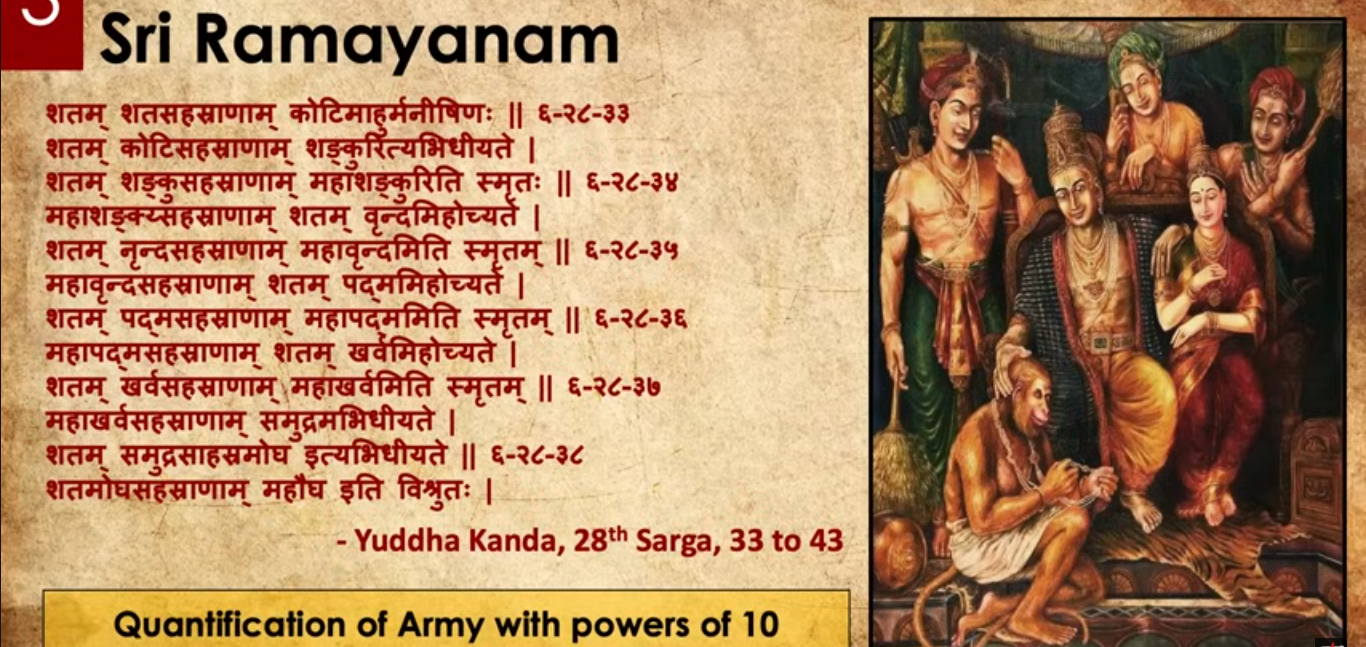 3
Sri Ramayanam
शतम् शतसहस्राणाम् कोटिमाहुर्मनीषिणः || ६-२८-३३
शतम् कोटिसहस्राणाम् शङ्कुरित्यभिधीयते |
शतम् शङ्कुसहस्राणाम् महाशङ्कुरिति स्मृतः || ६-२८-३४
महाशङ्क्य्सहस्राणाम् शतम् वृन्दमिहोच्यते |
शतम् नृन्दसहस्राणाम् महावृन्दमिति स्मृतम् || ६-२८-३५
महावृन्दसहस्राणाम् शतम् पद्ममिहोच्यते |
शतम् पद्मसहस्राणाम् महापद्ममिति स्मृतम् || ६-२८-३६
महापद्मसहस्राणाम् शतम् खर्वमिहोच्यते |
शतम् खर्वसहस्राणाम् महाखर्वमिति स्मृतम् || ६-२८-३७
महाखर्वसहस्राणाम् समुद्रमभिधीयते |
शतम् समुद्रसाहस्रमोघ इत्यभिधीयते || ६-२८-३८
शतमोघसहस्राणाम् महौघ इति विश्रुतः |
- Yuddha Kanda, 28th Sarga, 33 to 43
Quantification of Army with powers of 10